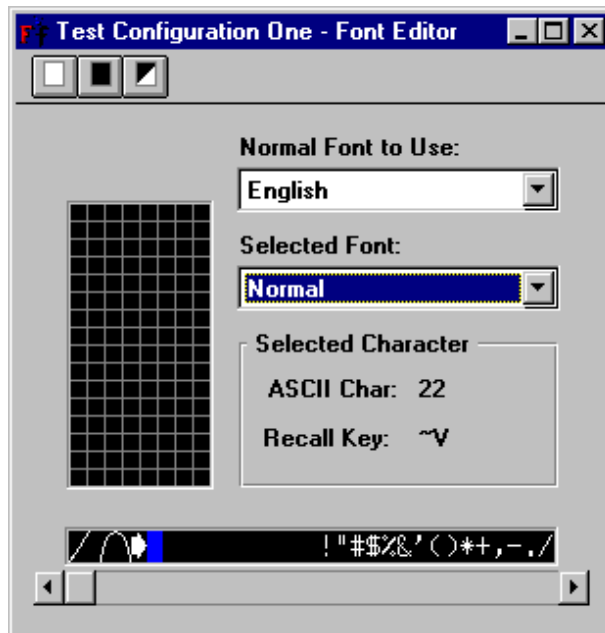 Test Configuration One - Font Editor
Normal Font to Use:
English
Selected Font:
Normal
Selected Character
ASCII Char: 22
Recall Key: ~V
!"#$%&'()*+,-./